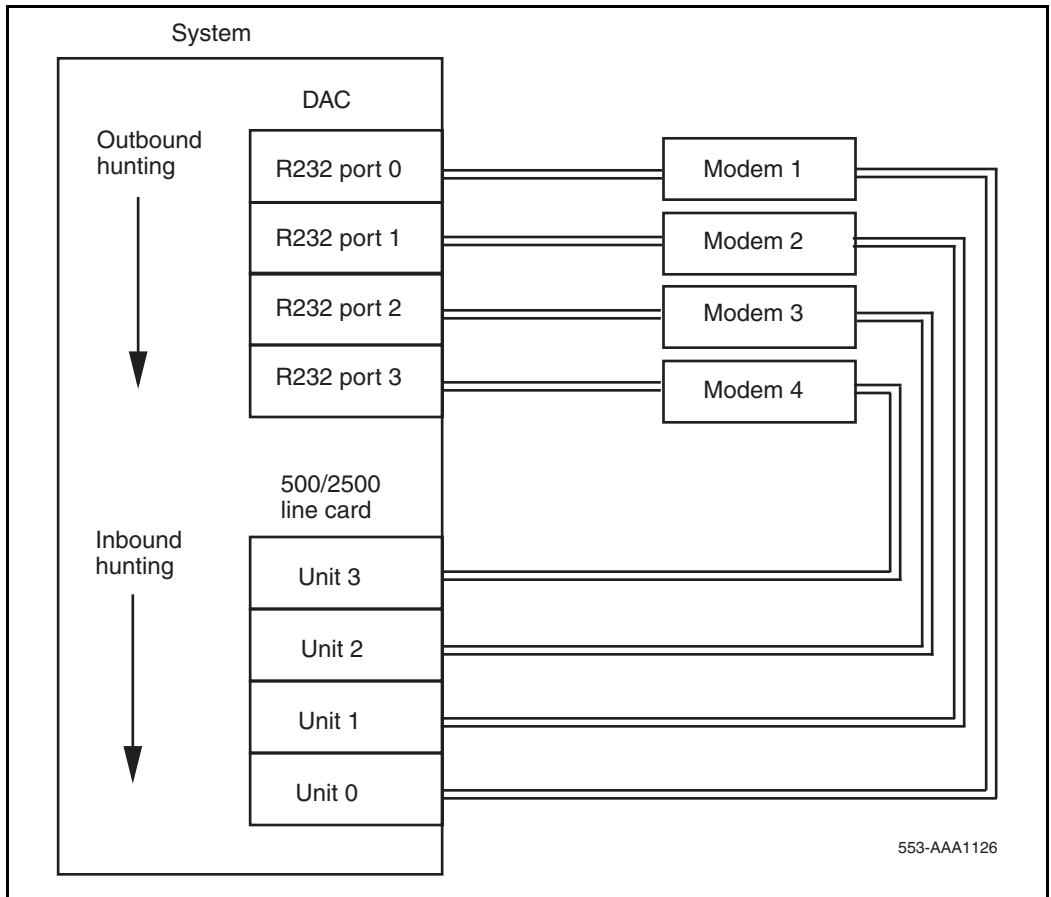 System
DAC
Outbound
hunting
R232 port 0
R232 port 1
R232 port 2
R232 port 3
Modem 1
Modem 2
Modem 3
Modem 4
500/2500
line card
Inbound
hunting
Unit 3
Unit 2
Unit 1
Unit 0
553-AAA1126